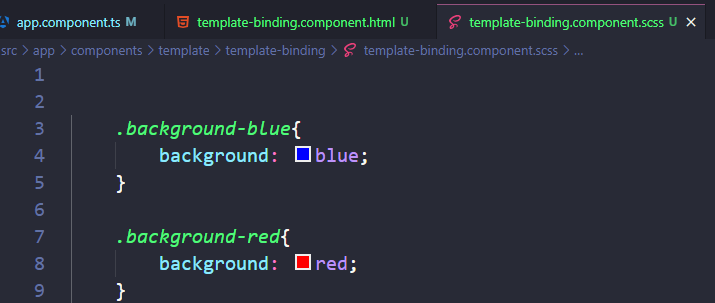 app.component.ts M template-binding.component.html U template-binding.component.scss U
src > app > components > template > template-binding > template-binding.component.scss > ...
1
2
3 .background-blue{
4 background: blue;
5 }
6
7 .background-red{
8 background: red;
9 }